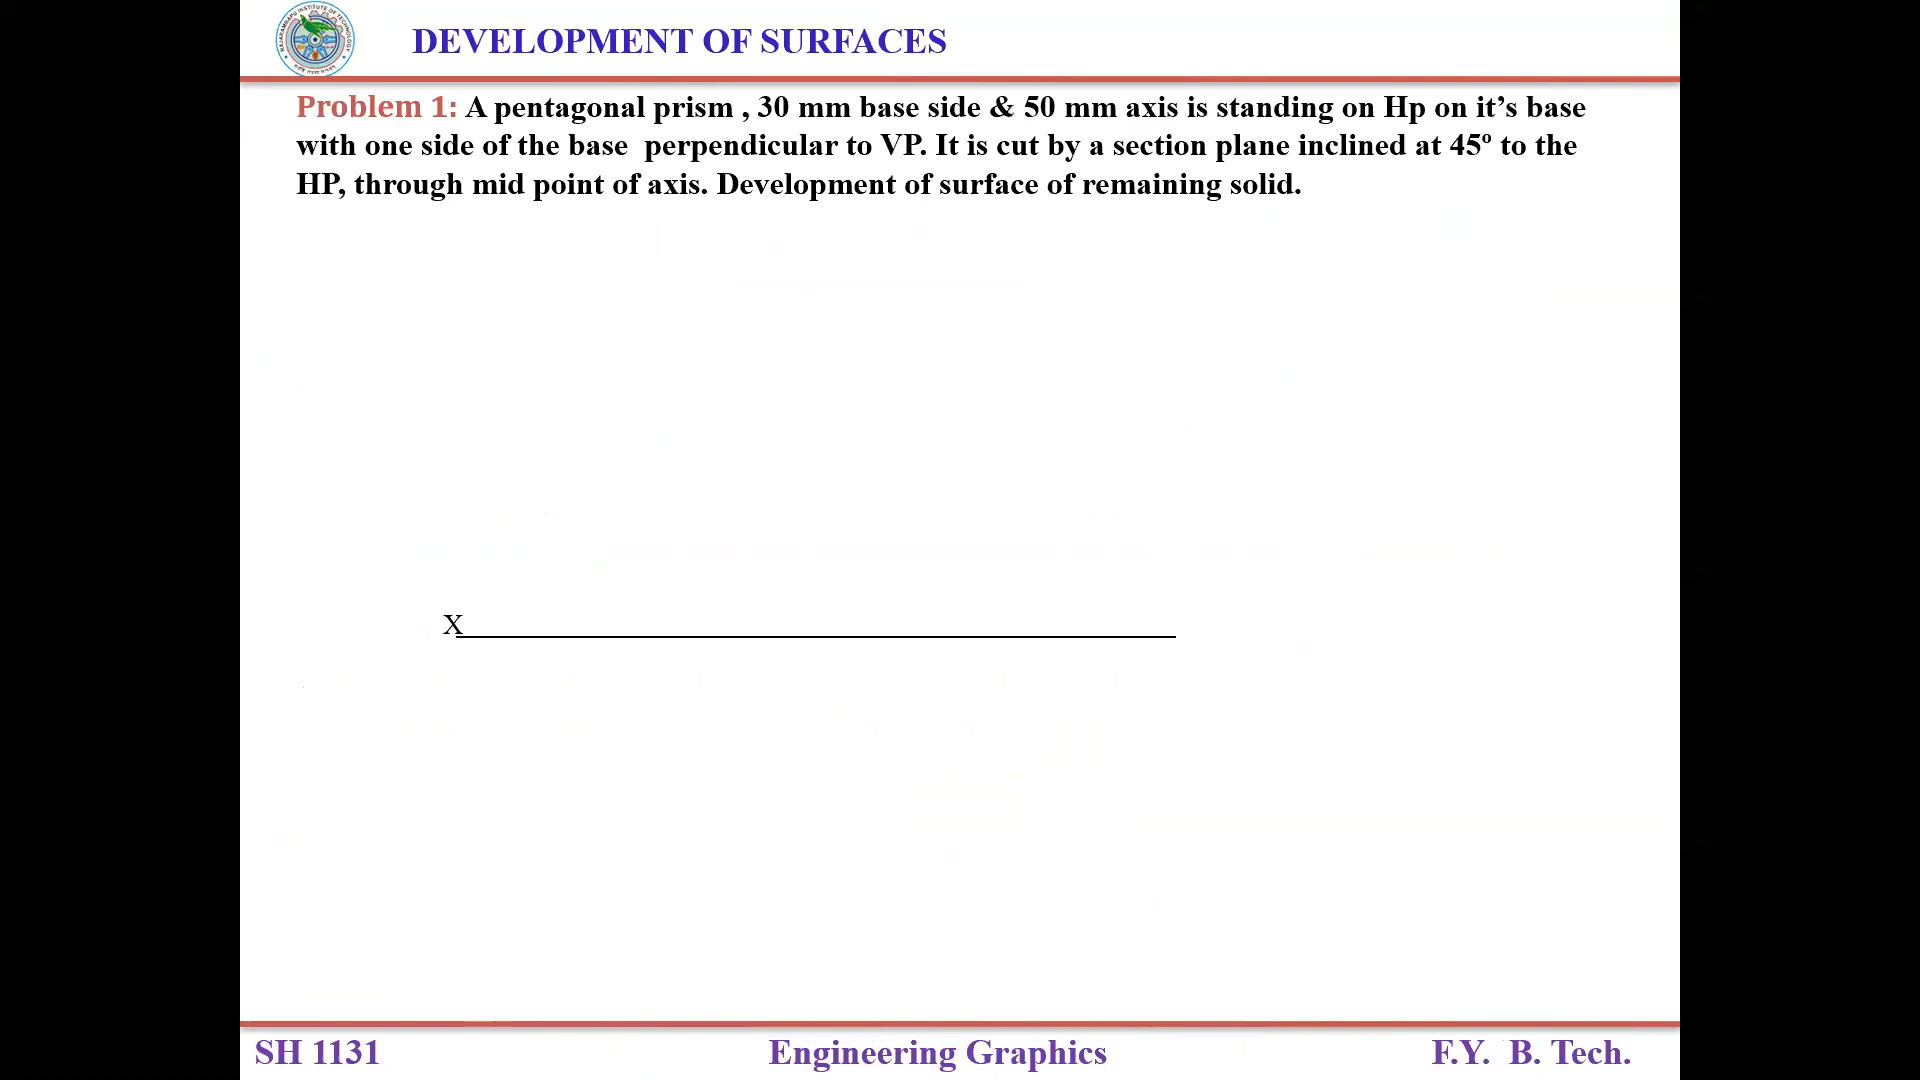 DEVELOPMENT OF SURFACES
Problem 1: A pentagonal prism , 30 mm base side & 50 mm axis is standing on Hp on it’s base
with one side of the base perpendicular to VP. It is cut by a section plane inclined at 45º to the
HP, through mid point of axis. Development of surface of remaining solid.
X
SH 1131
Engineering Graphics
F.Y. B. Tech.